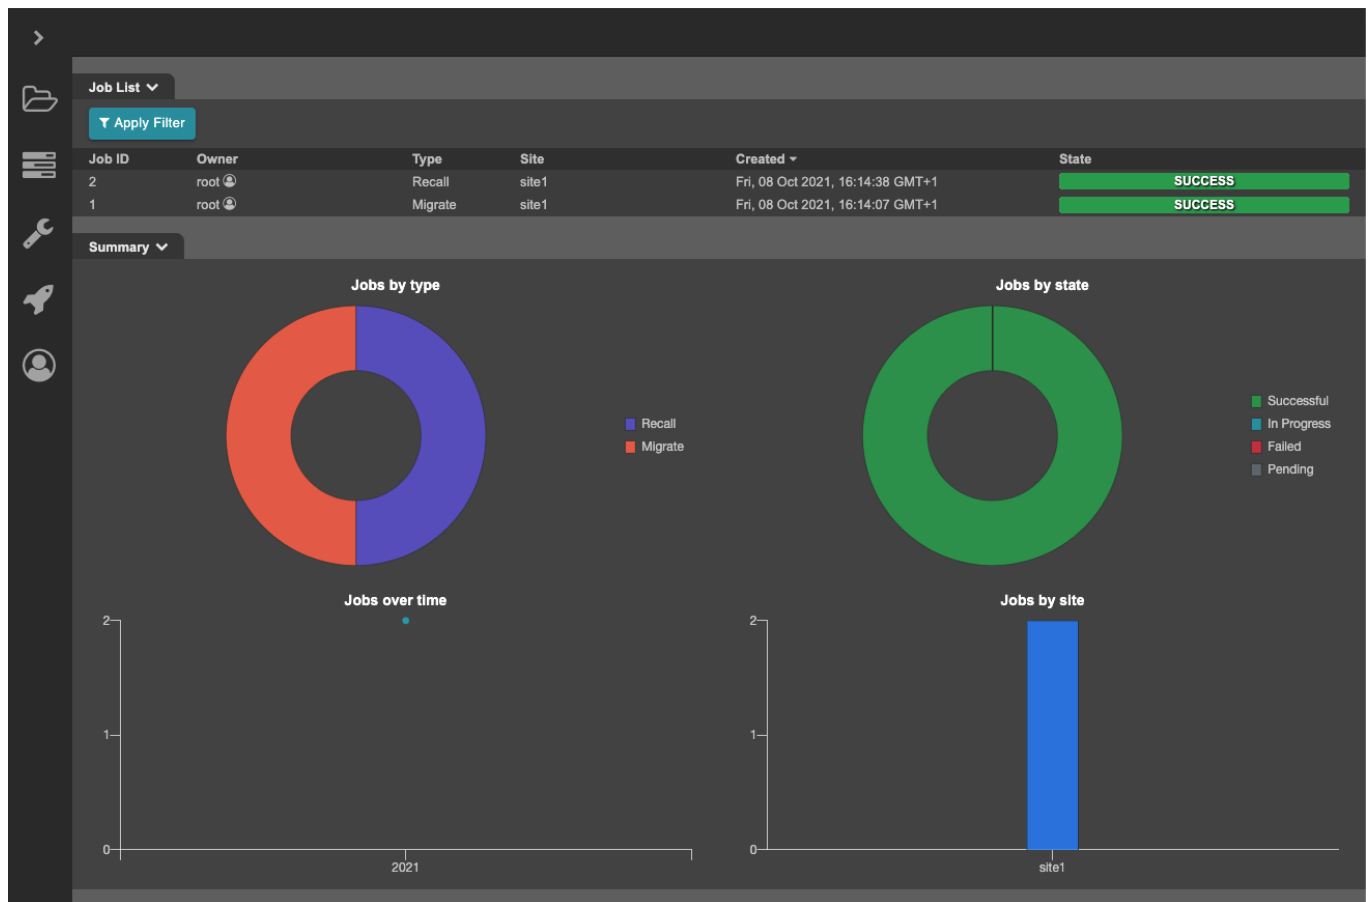 Job List
Apply Filter
Job ID Owner Type Site Created State
2 root Recall site1 Fri, 08 Oct 2021, 16:14:38 GMT+1 SUCCESS
1 root Migrate site1 Fri, 08 Oct 2021, 16:14:07 GMT+1 SUCCESS
Summary
Jobs by type
Recall
Migrate
Jobs by state
Successful
In Progress
Failed
Pending
Jobs over time
2
1
0
2021
Jobs by site
2
1
0
site1